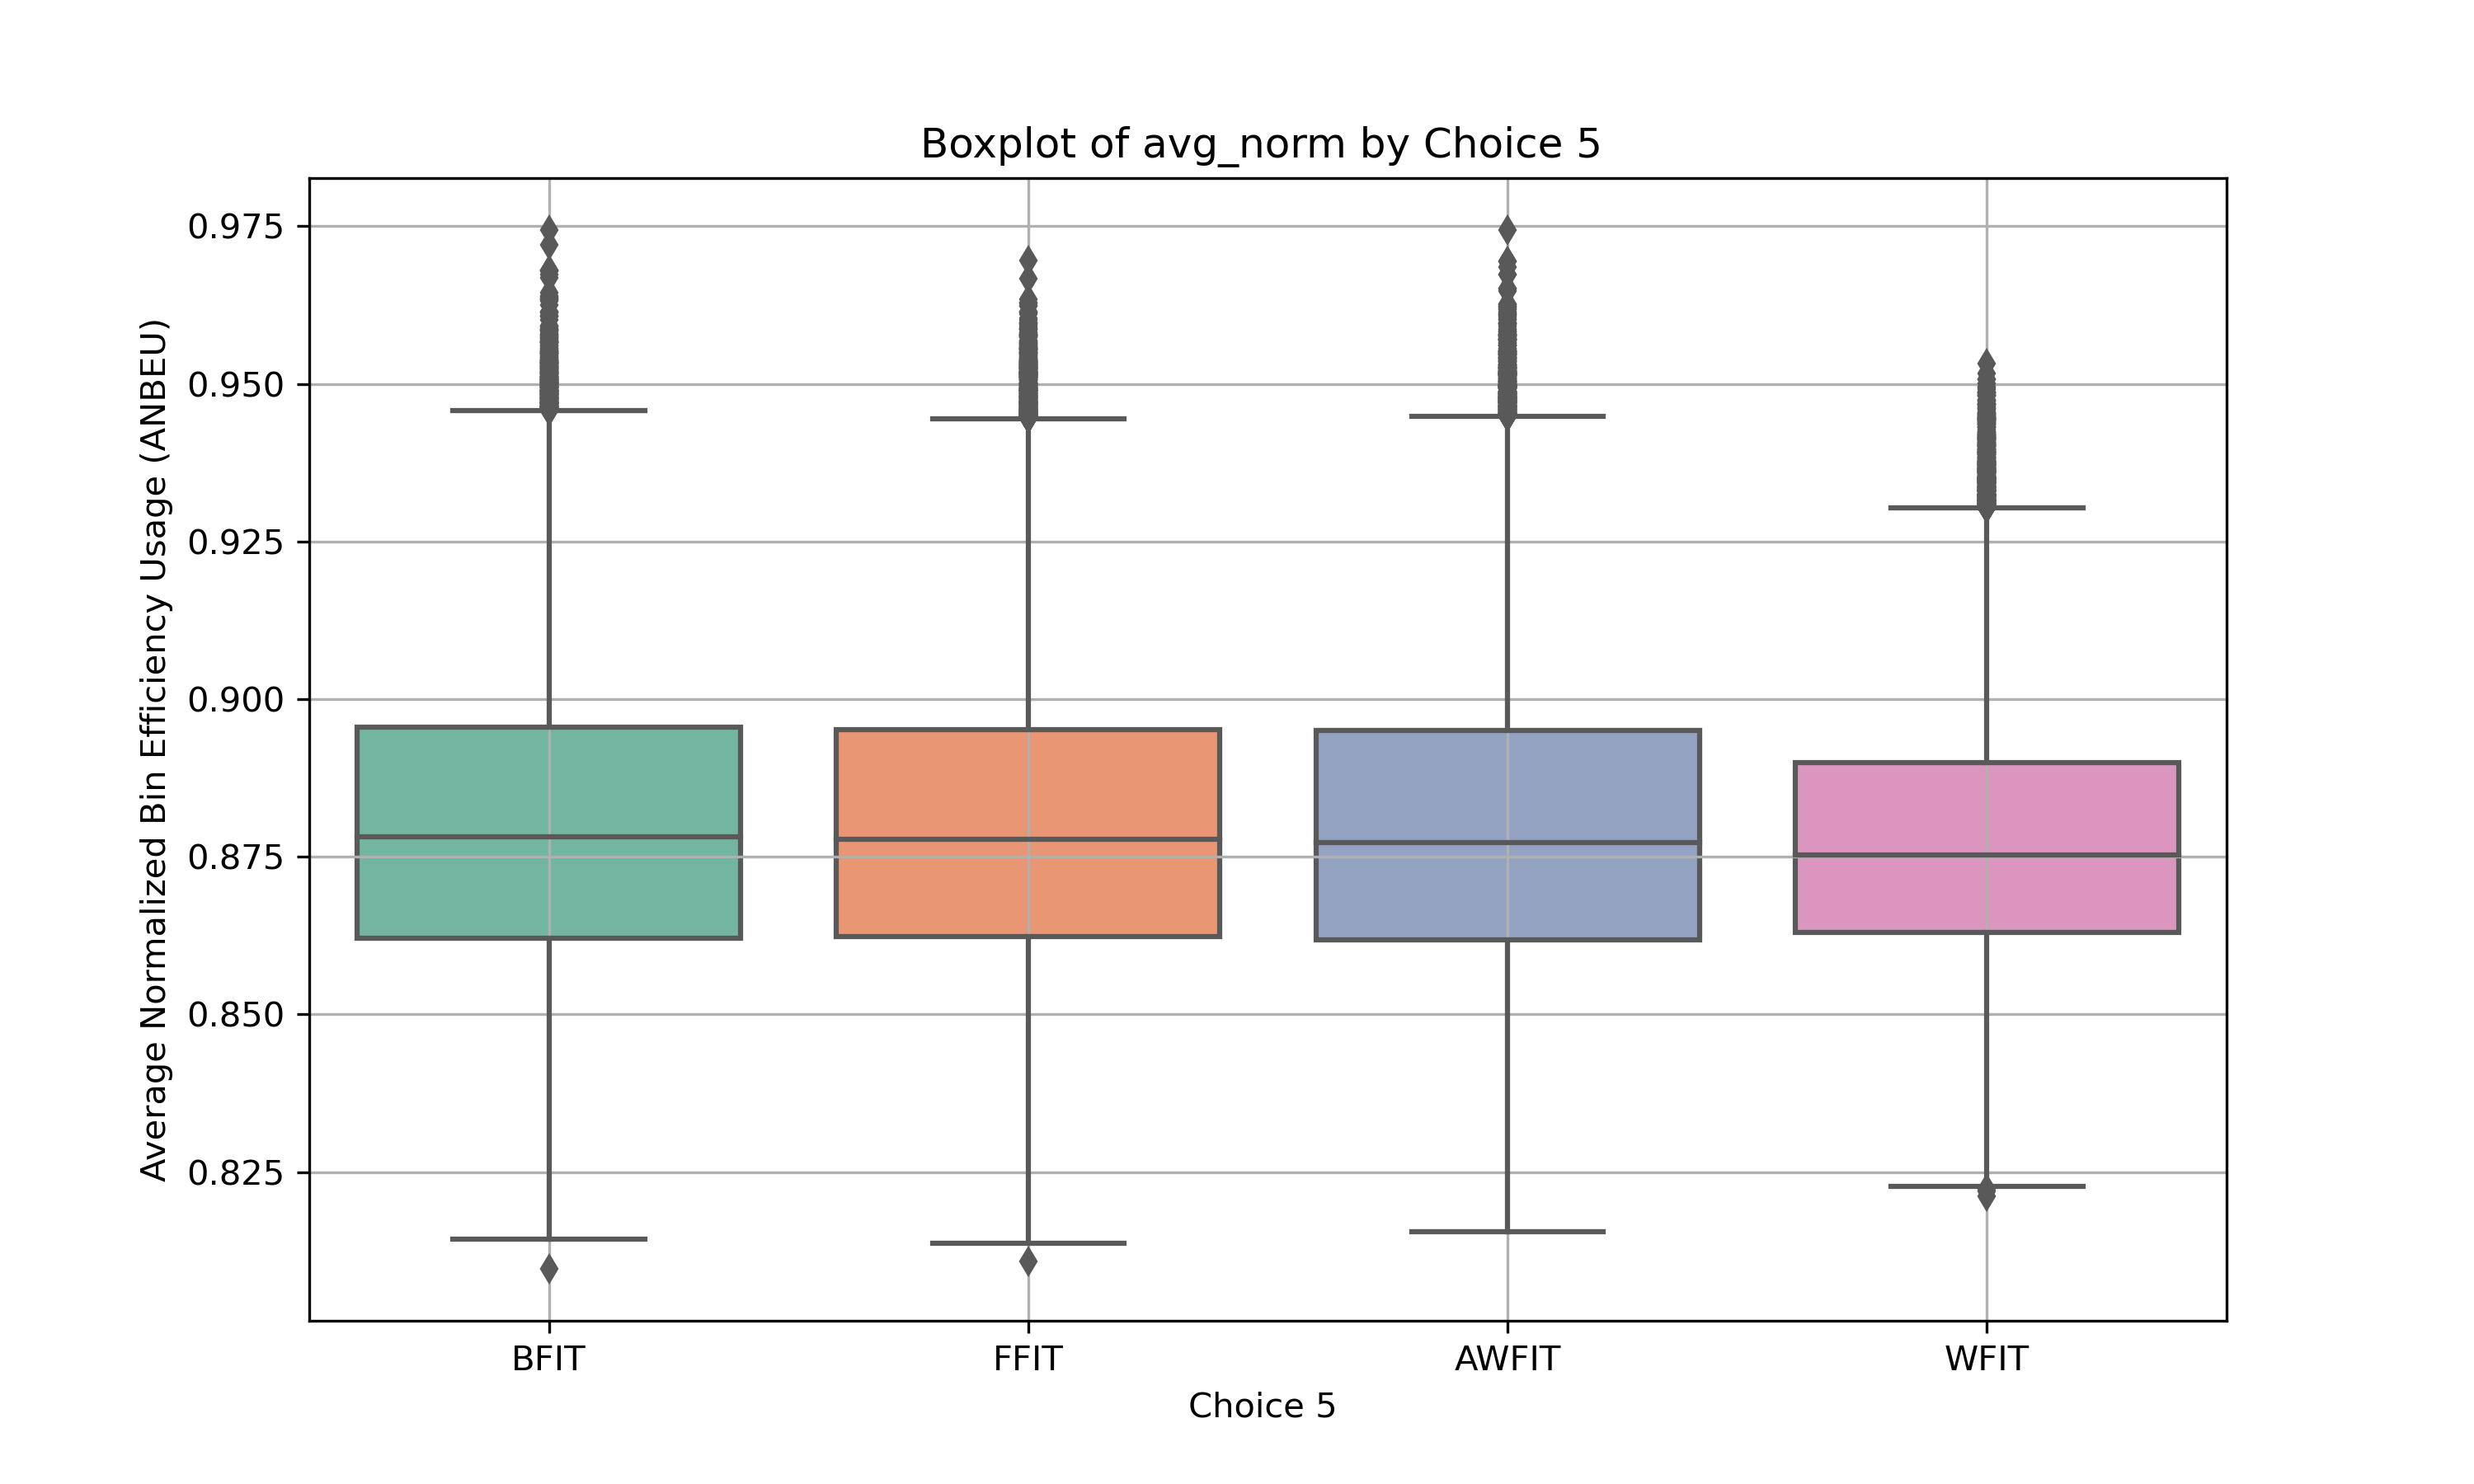 Boxplot of avg_norm by Choice 5
Average Normalized Bin Efficiency Usage (ANBEU)
0.975
0.950
0.925
0.900
0.875
0.850
0.825
BFIT
FFIT
AWFIT
WFIT
Choice 5